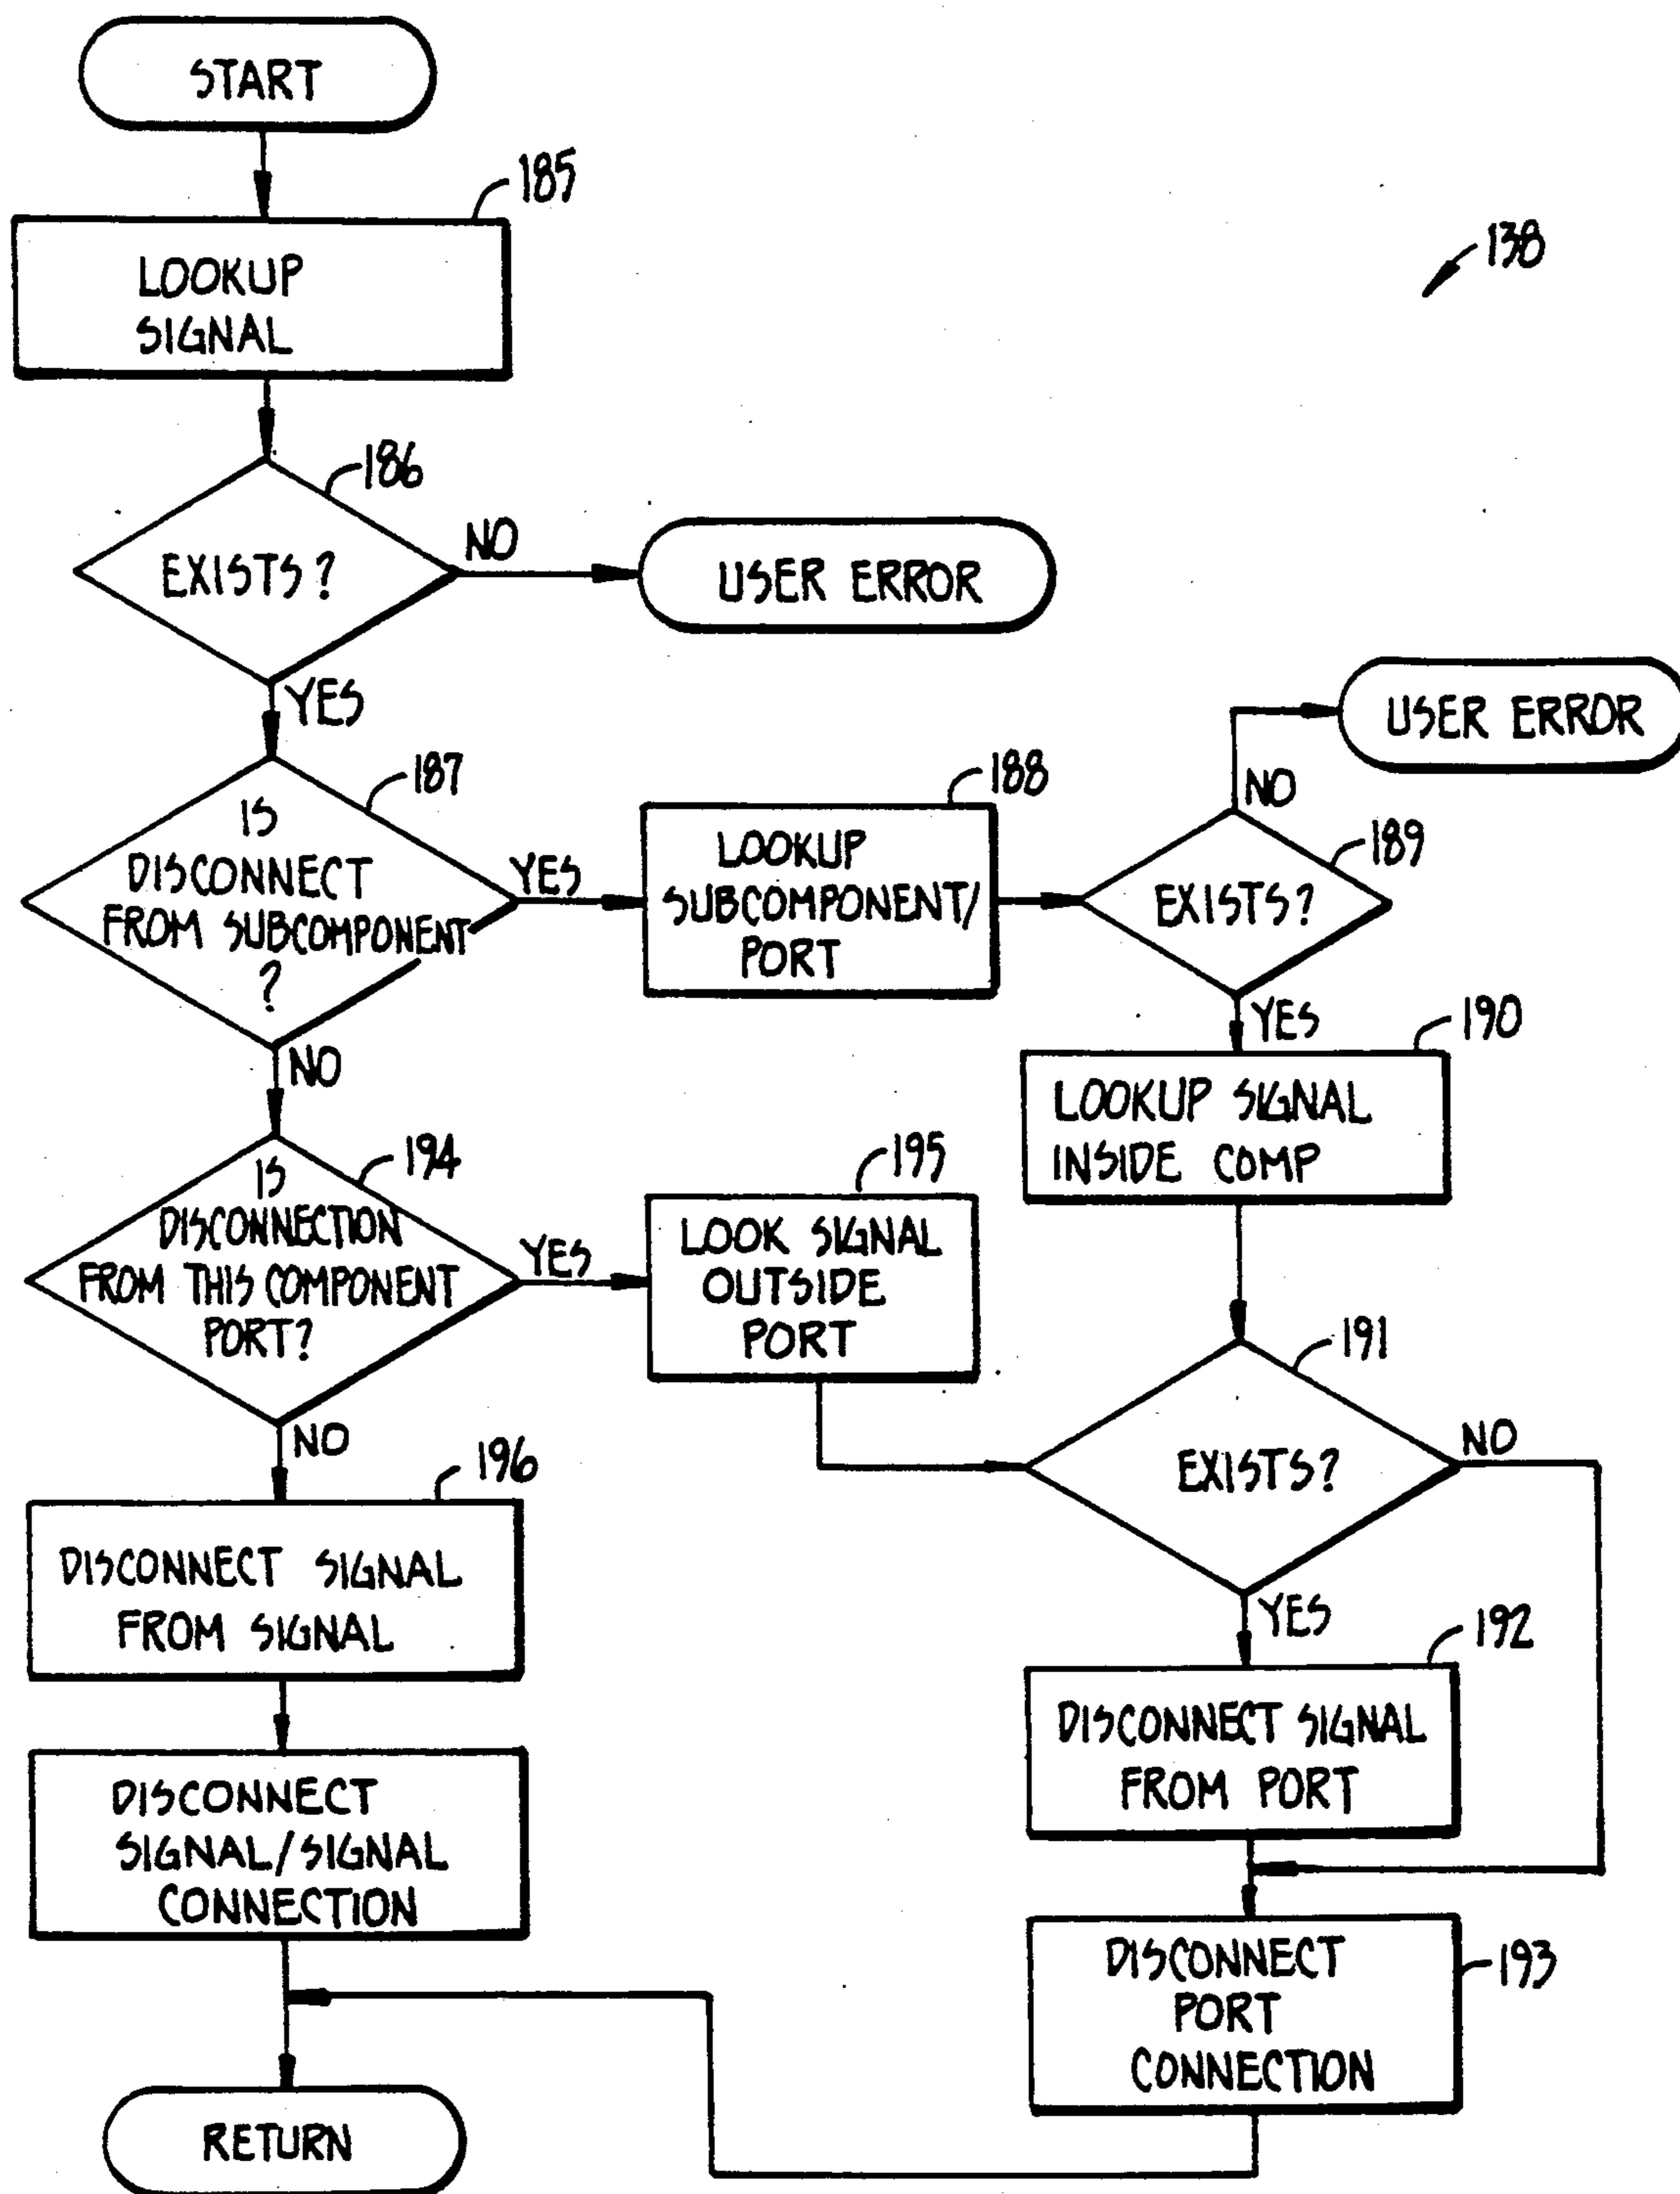 START
185
LOOKUP
SIGNAL
138
186
EXISTS?
NO
USER ERROR
YES
187
IS
DISCONNECT
FROM SUBCOMPONENT
?
YES
188
LOOKUP
SUBCOMPONENT/
PORT
USER ERROR
NO
189
EXISTS?
YES
190
LOOKUP SIGNAL
INSIDE COMP
NO
194
IS
DISCONNECTION
FROM THIS COMPONENT
PORT?
YES
195
LOOK SIGNAL
OUTSIDE
PORT
191
EXISTS?
NO
YES
192
DISCONNECT SIGNAL
FROM PORT
193
DISCONNECT
PORT
CONNECTION
NO
196
DISCONNECT SIGNAL
FROM SIGNAL
DISCONNECT
SIGNAL/SIGNAL
CONNECTION
RETURN